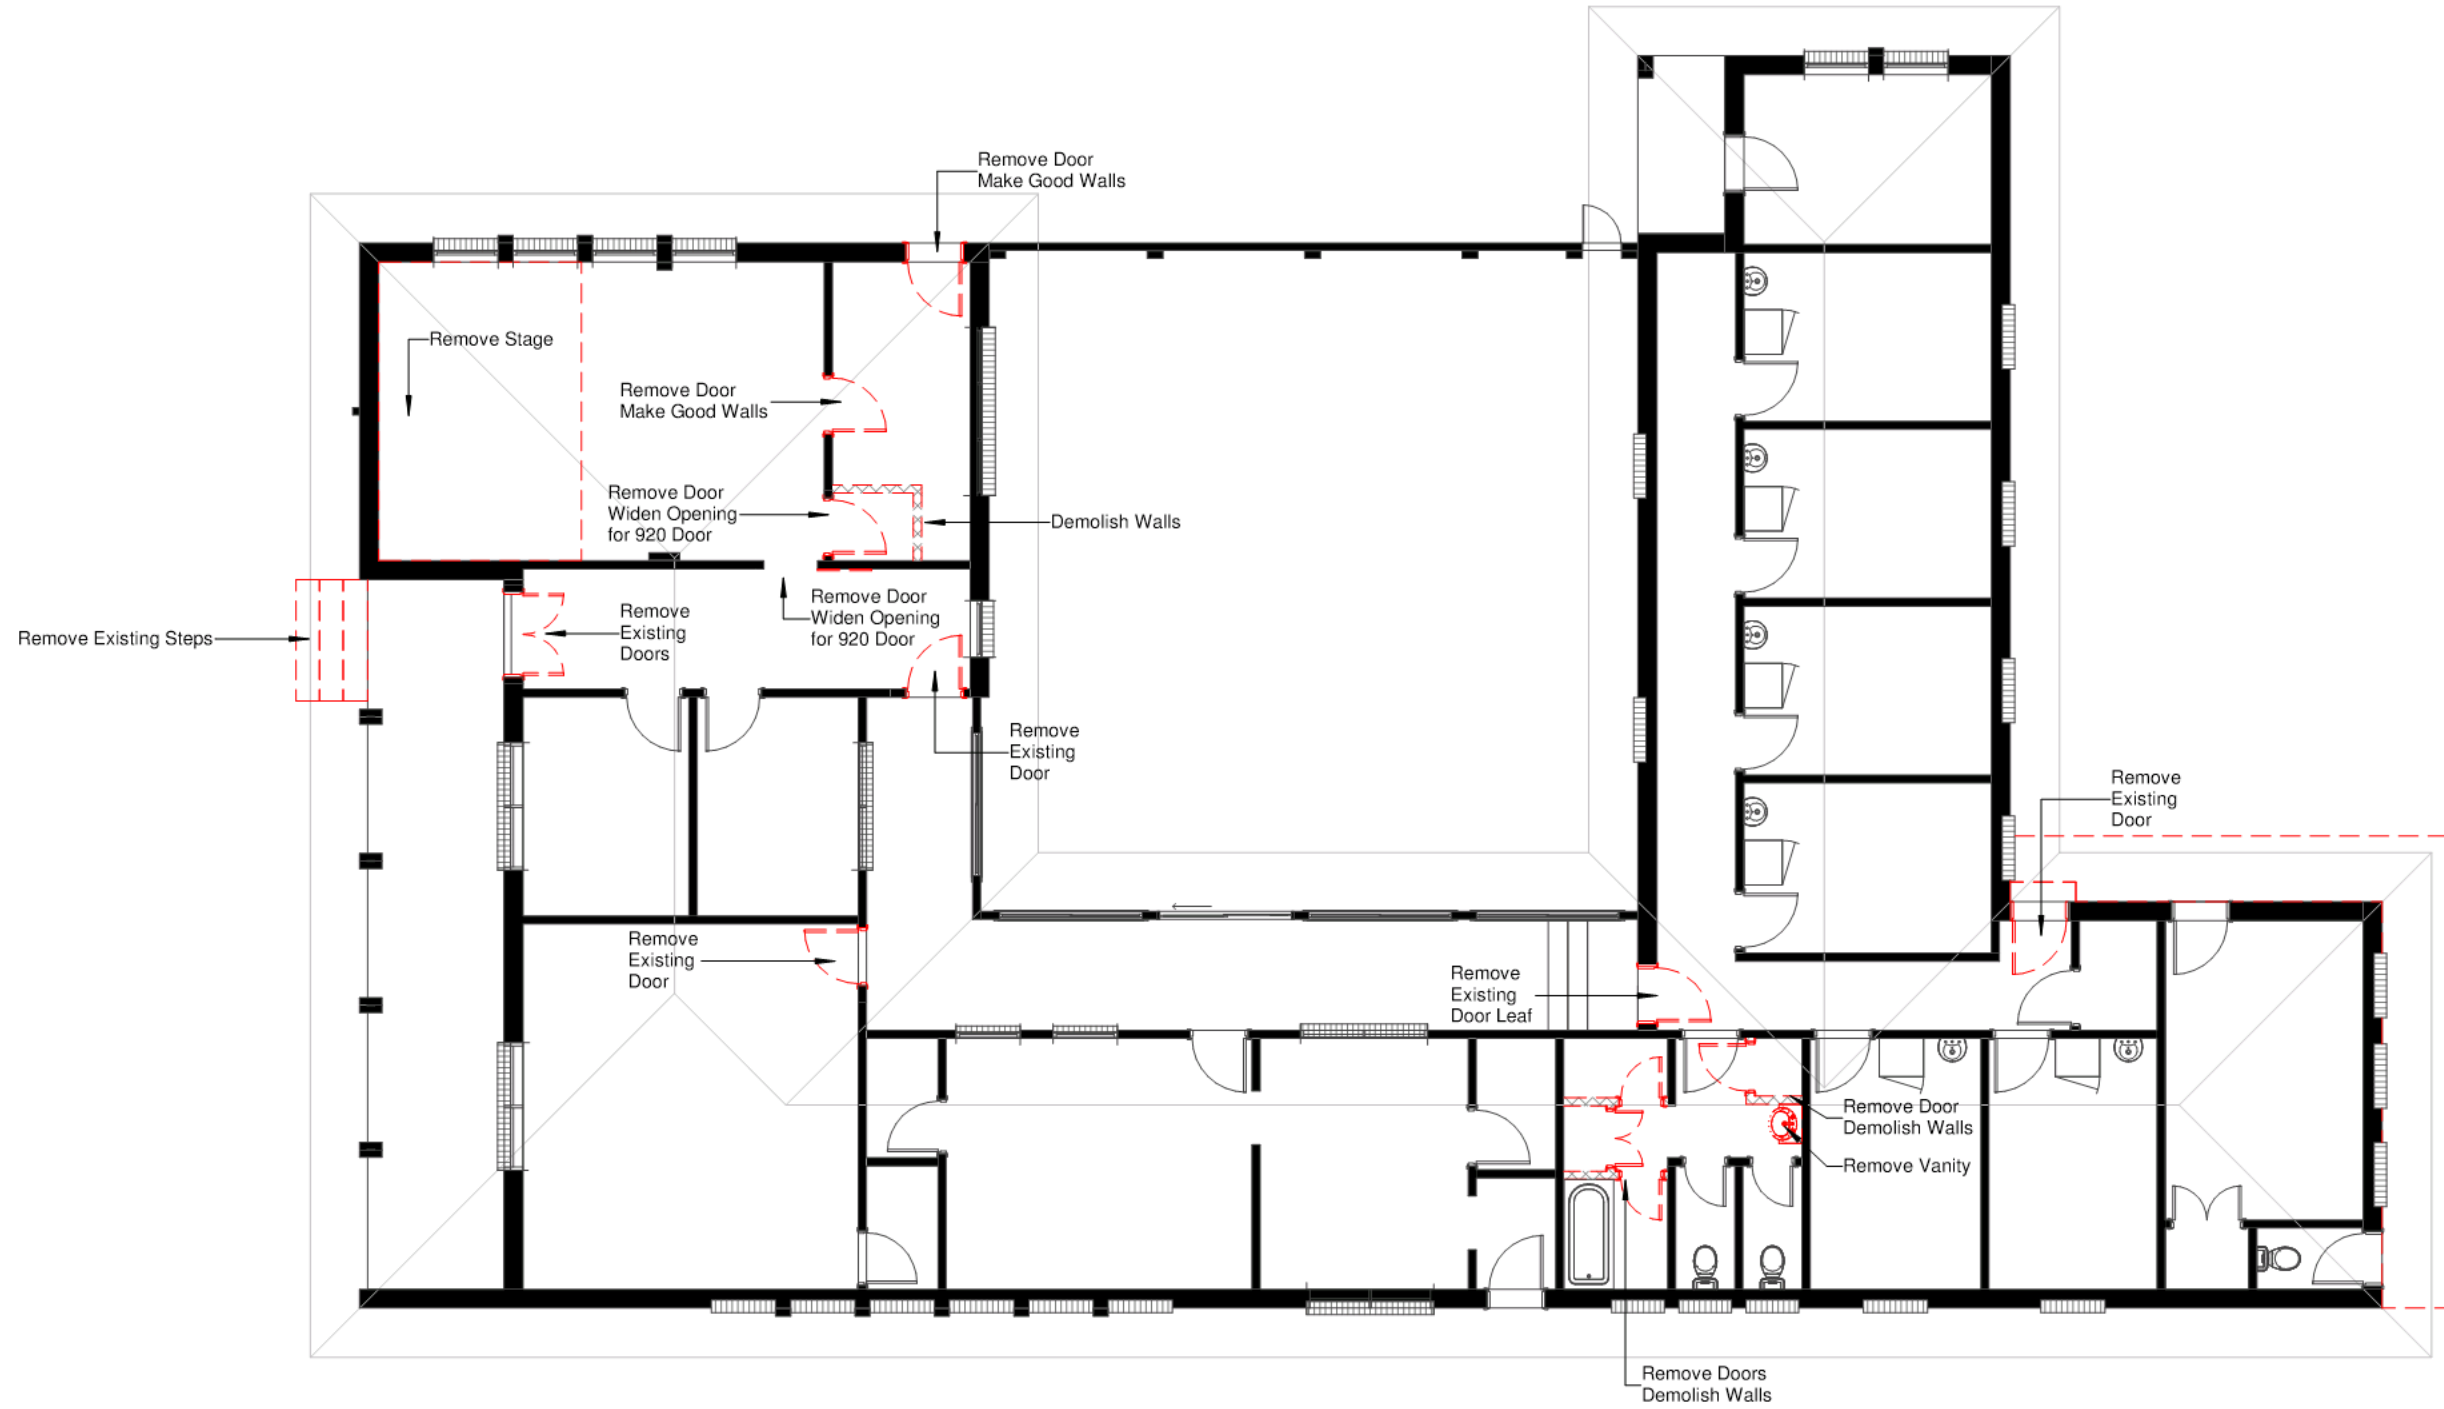 Remove Door
Make Good Walls
Remove Stage
Remove Door
Make Good Walls
Remove Door
Widen Opening
for 920 Door
Demolish Walls
Remove Door
Widen Opening
for 920 Door
Remove
Existing
Doors
Remove Existing Steps
Remove
Existing
Door
Remove
Existing
Door
Remove
Existing
Door
Remove
Existing
Door Leaf
Remove Door
Demolish Walls
Remove Vanity
Remove Doors
Demolish Walls